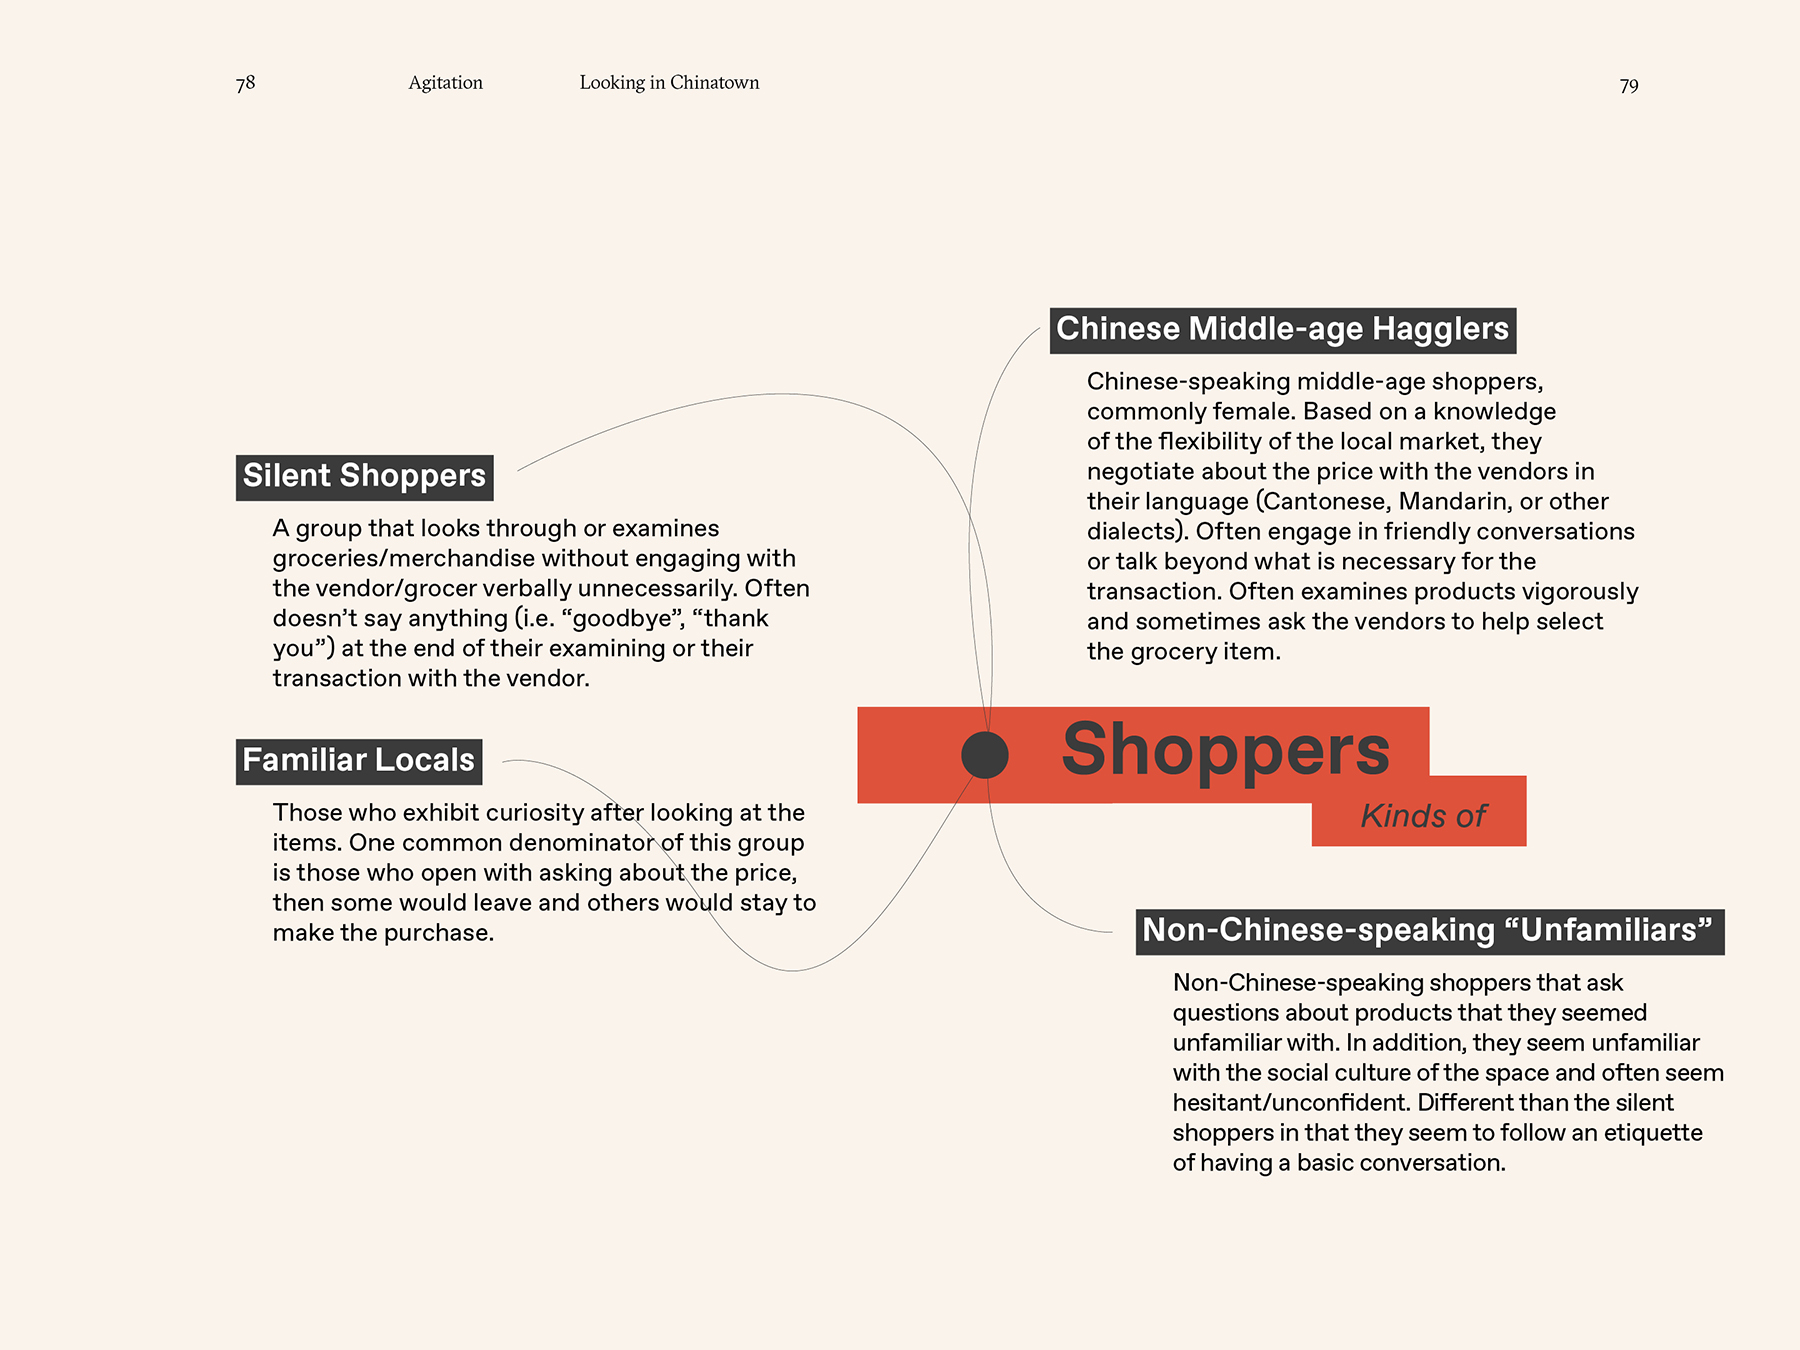 78
Agitation
Looking in Chinatown
79
Silent Shoppers
A group that looks through or examines
groceries/merchandise without engaging with
the vendor/grocer verbally unnecessarily. Often
doesn’t say anything (i.e. “goodbye”, “thank
you”) at the end of their examining or their
transaction with the vendor.
Familiar Locals
Those who exhibit curiosity after looking at the
items. One common denominator of this group
is those who open with asking about the price,
then some would leave and others would stay to
make the purchase.
Chinese Middle-age Hagglers
Chinese-speaking middle-age shoppers,
commonly female. Based on a knowledge
of the flexibility of the local market, they
negotiate about the price with the vendors in
their language (Cantonese, Mandarin, or other
dialects). Often engage in friendly conversations
or talk beyond what is necessary for the
transaction. Often examines products vigorously
and sometimes ask the vendors to help select
the grocery item.
Shoppers
Kinds of
Non-Chinese-speaking “Unfamiliars”
Non-Chinese-speaking shoppers that ask
questions about products that they seemed
unfamiliar with. In addition, they seem unfamiliar
with the social culture of the space and often seem
hesitant/unconfident. Different than the silent
shoppers in that they seem to follow an etiquette
of having a basic conversation.